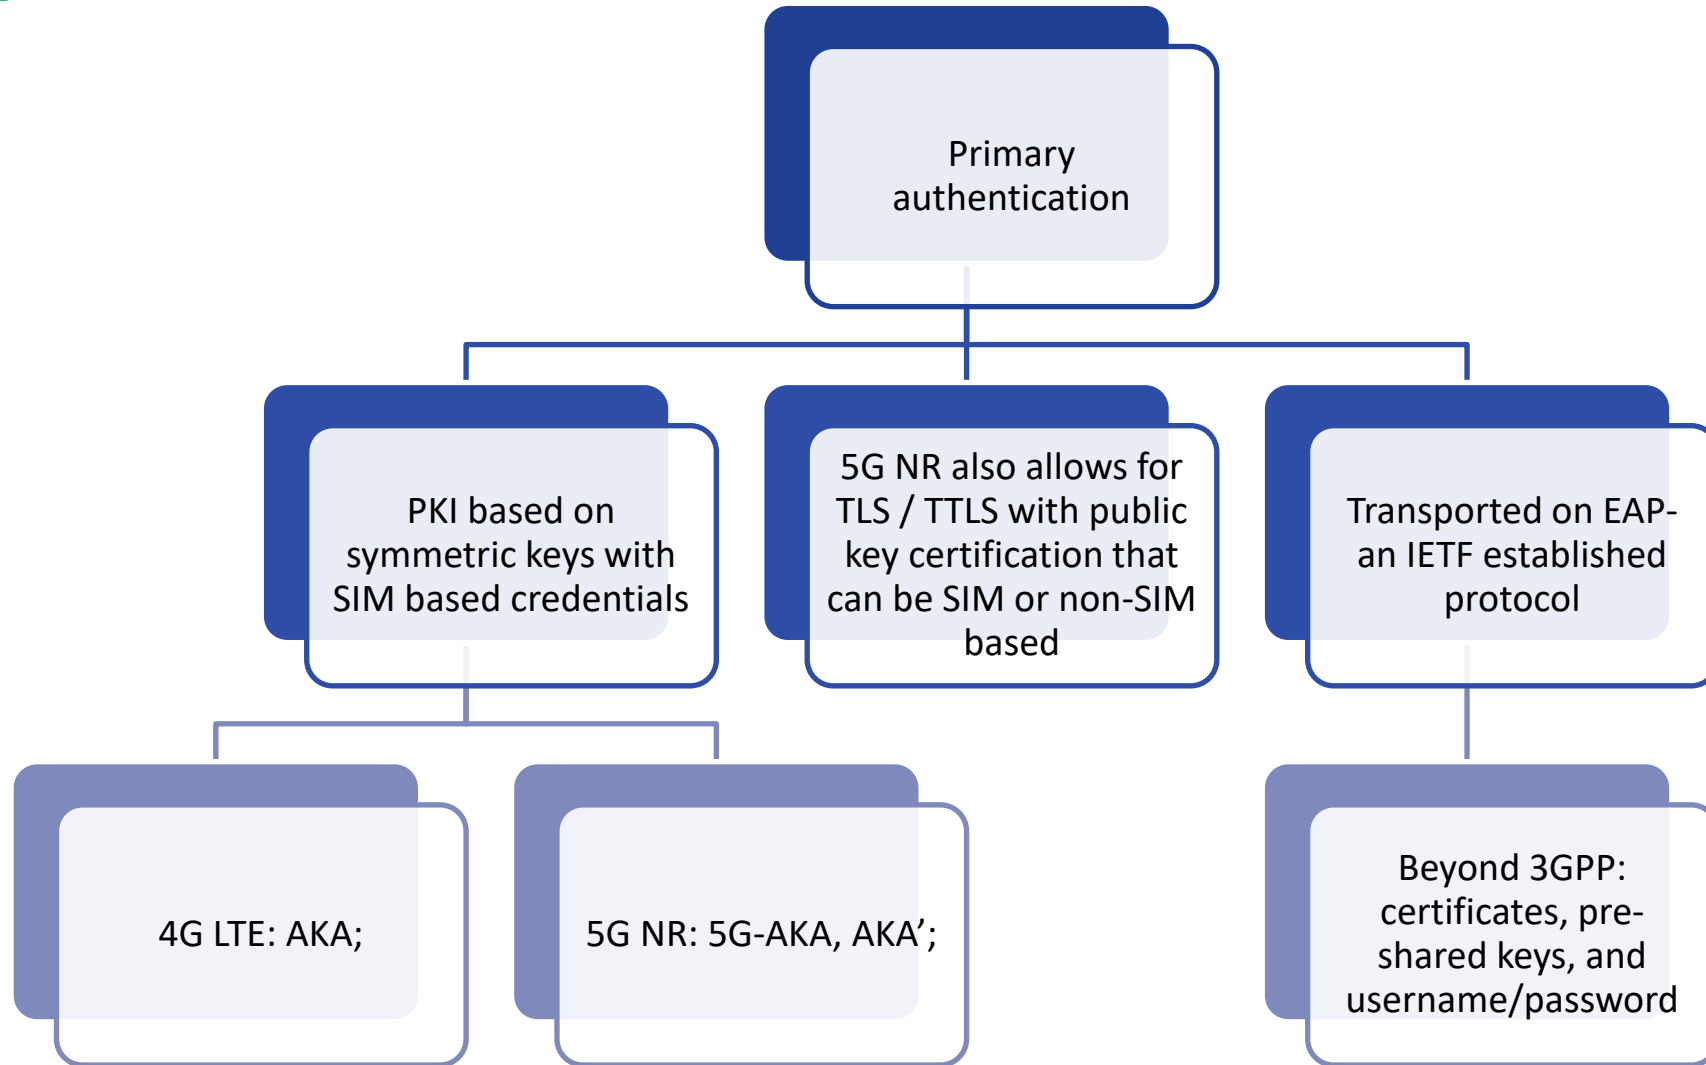 Primary
authentication
PKI based on
symmetric keys with
SIM based credentials
5G NR also allows for
TLS / TTLS with public
key certification that
can be SIM or non-SIM
based
Transported on EAP-
an IETF established
protocol
4G LTE: AKA;
5G NR: 5G-AKA, AKA’;
Beyond 3GPP:
certificates, pre-
shared keys, and
username/password